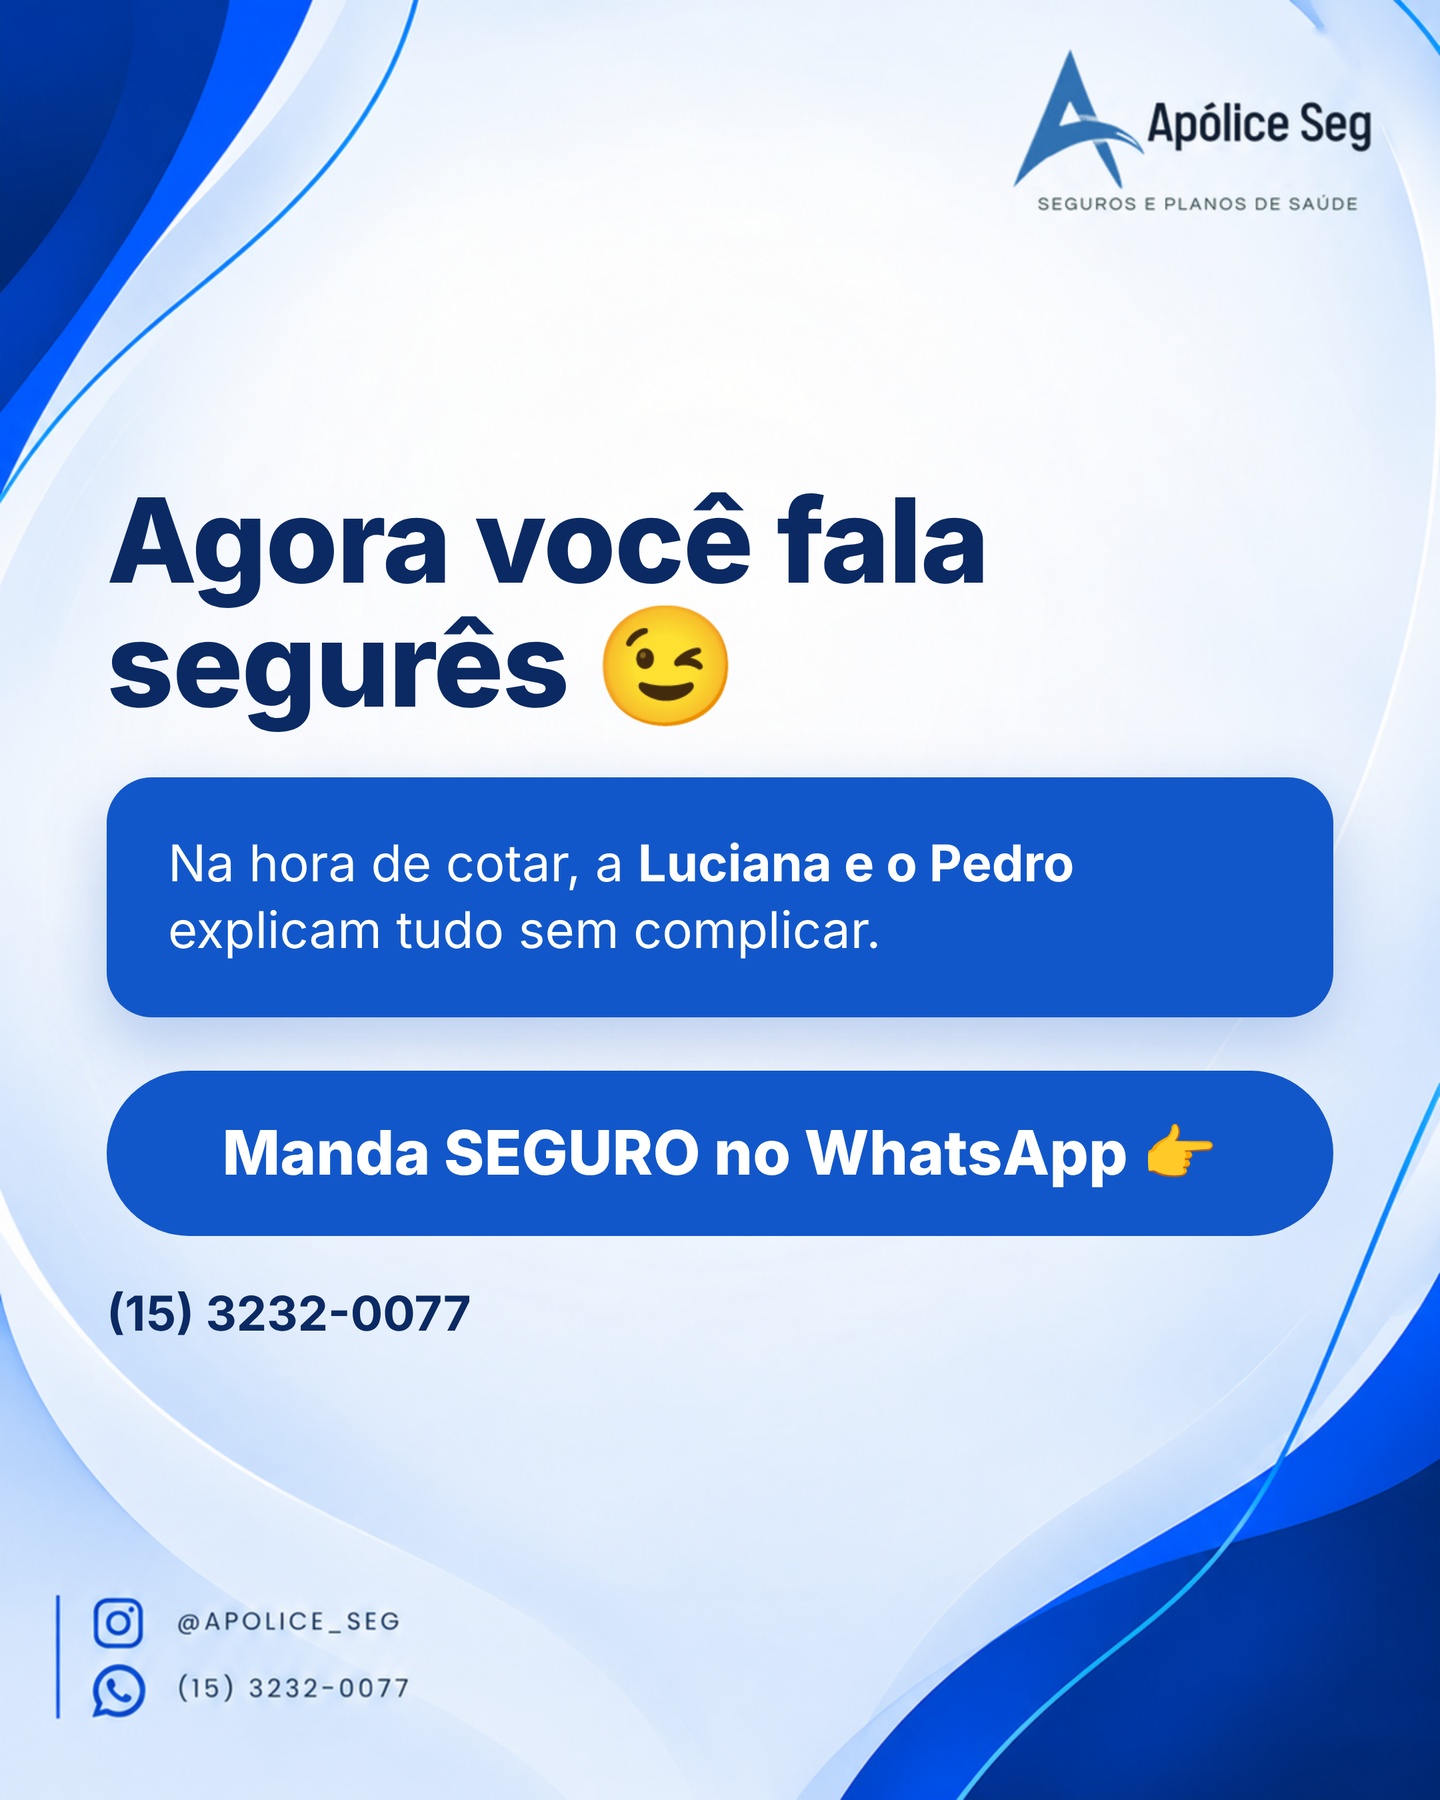 Apólice Seg
SEGUROS E PLANOS DE SAÚDE
Agora você fala
segurês 😉
Na hora de cotar, a Luciana e o Pedro
explicam tudo sem complicar.
Manda SEGURO no WhatsApp 👉
(15) 3232-0077
@APOLICE_SEG
(15) 3232-0077